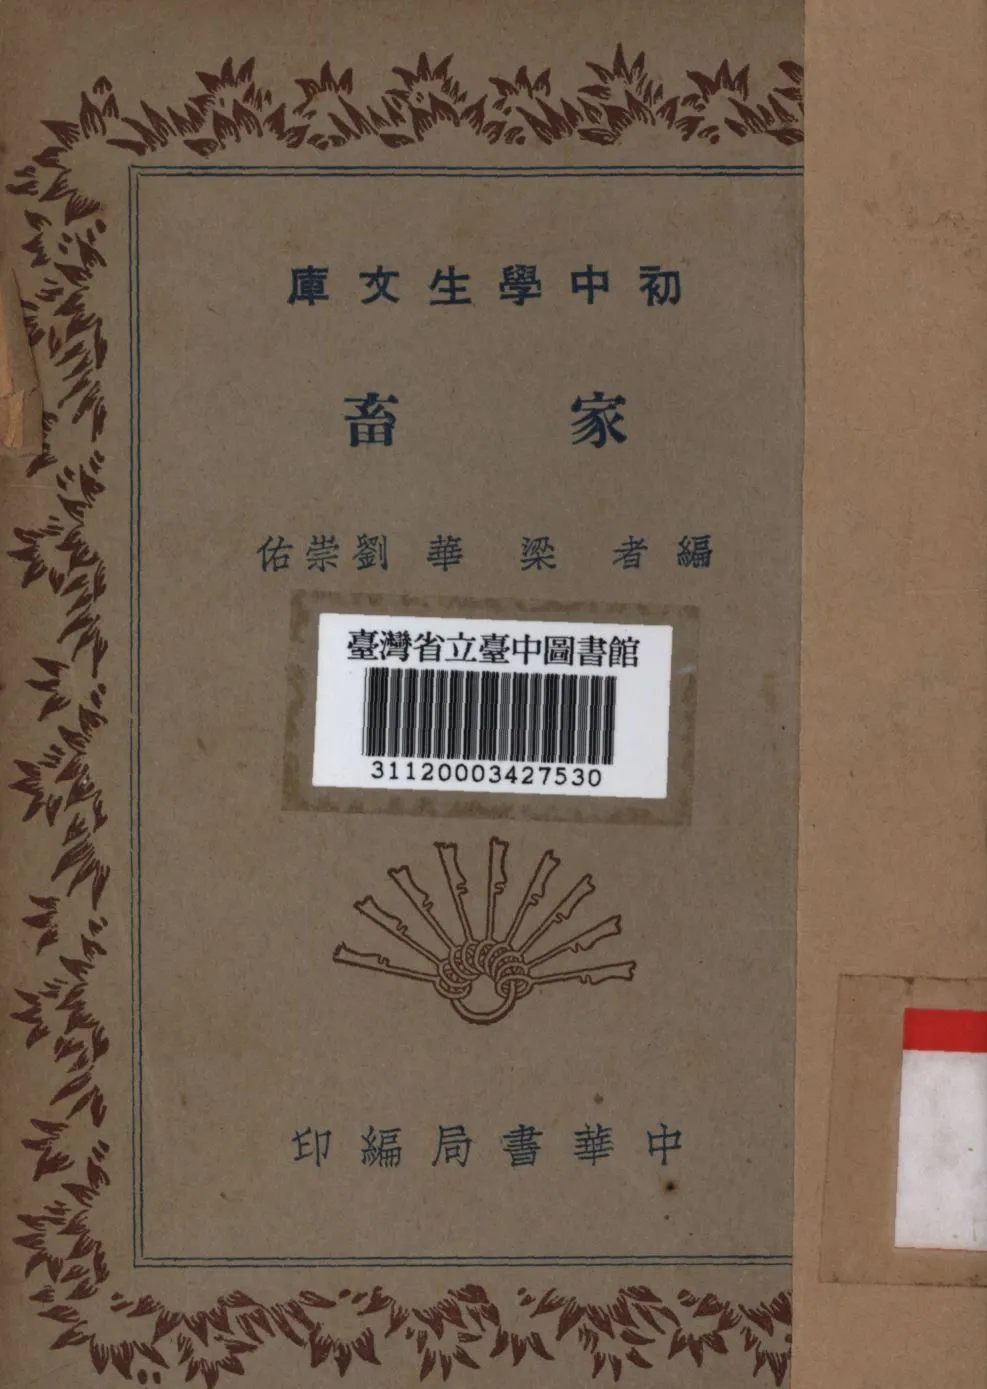 初中學生文庫
家畜
編者 梁華 劉崇佑
臺灣省立臺中圖書館
31120003427530
中華書局編印